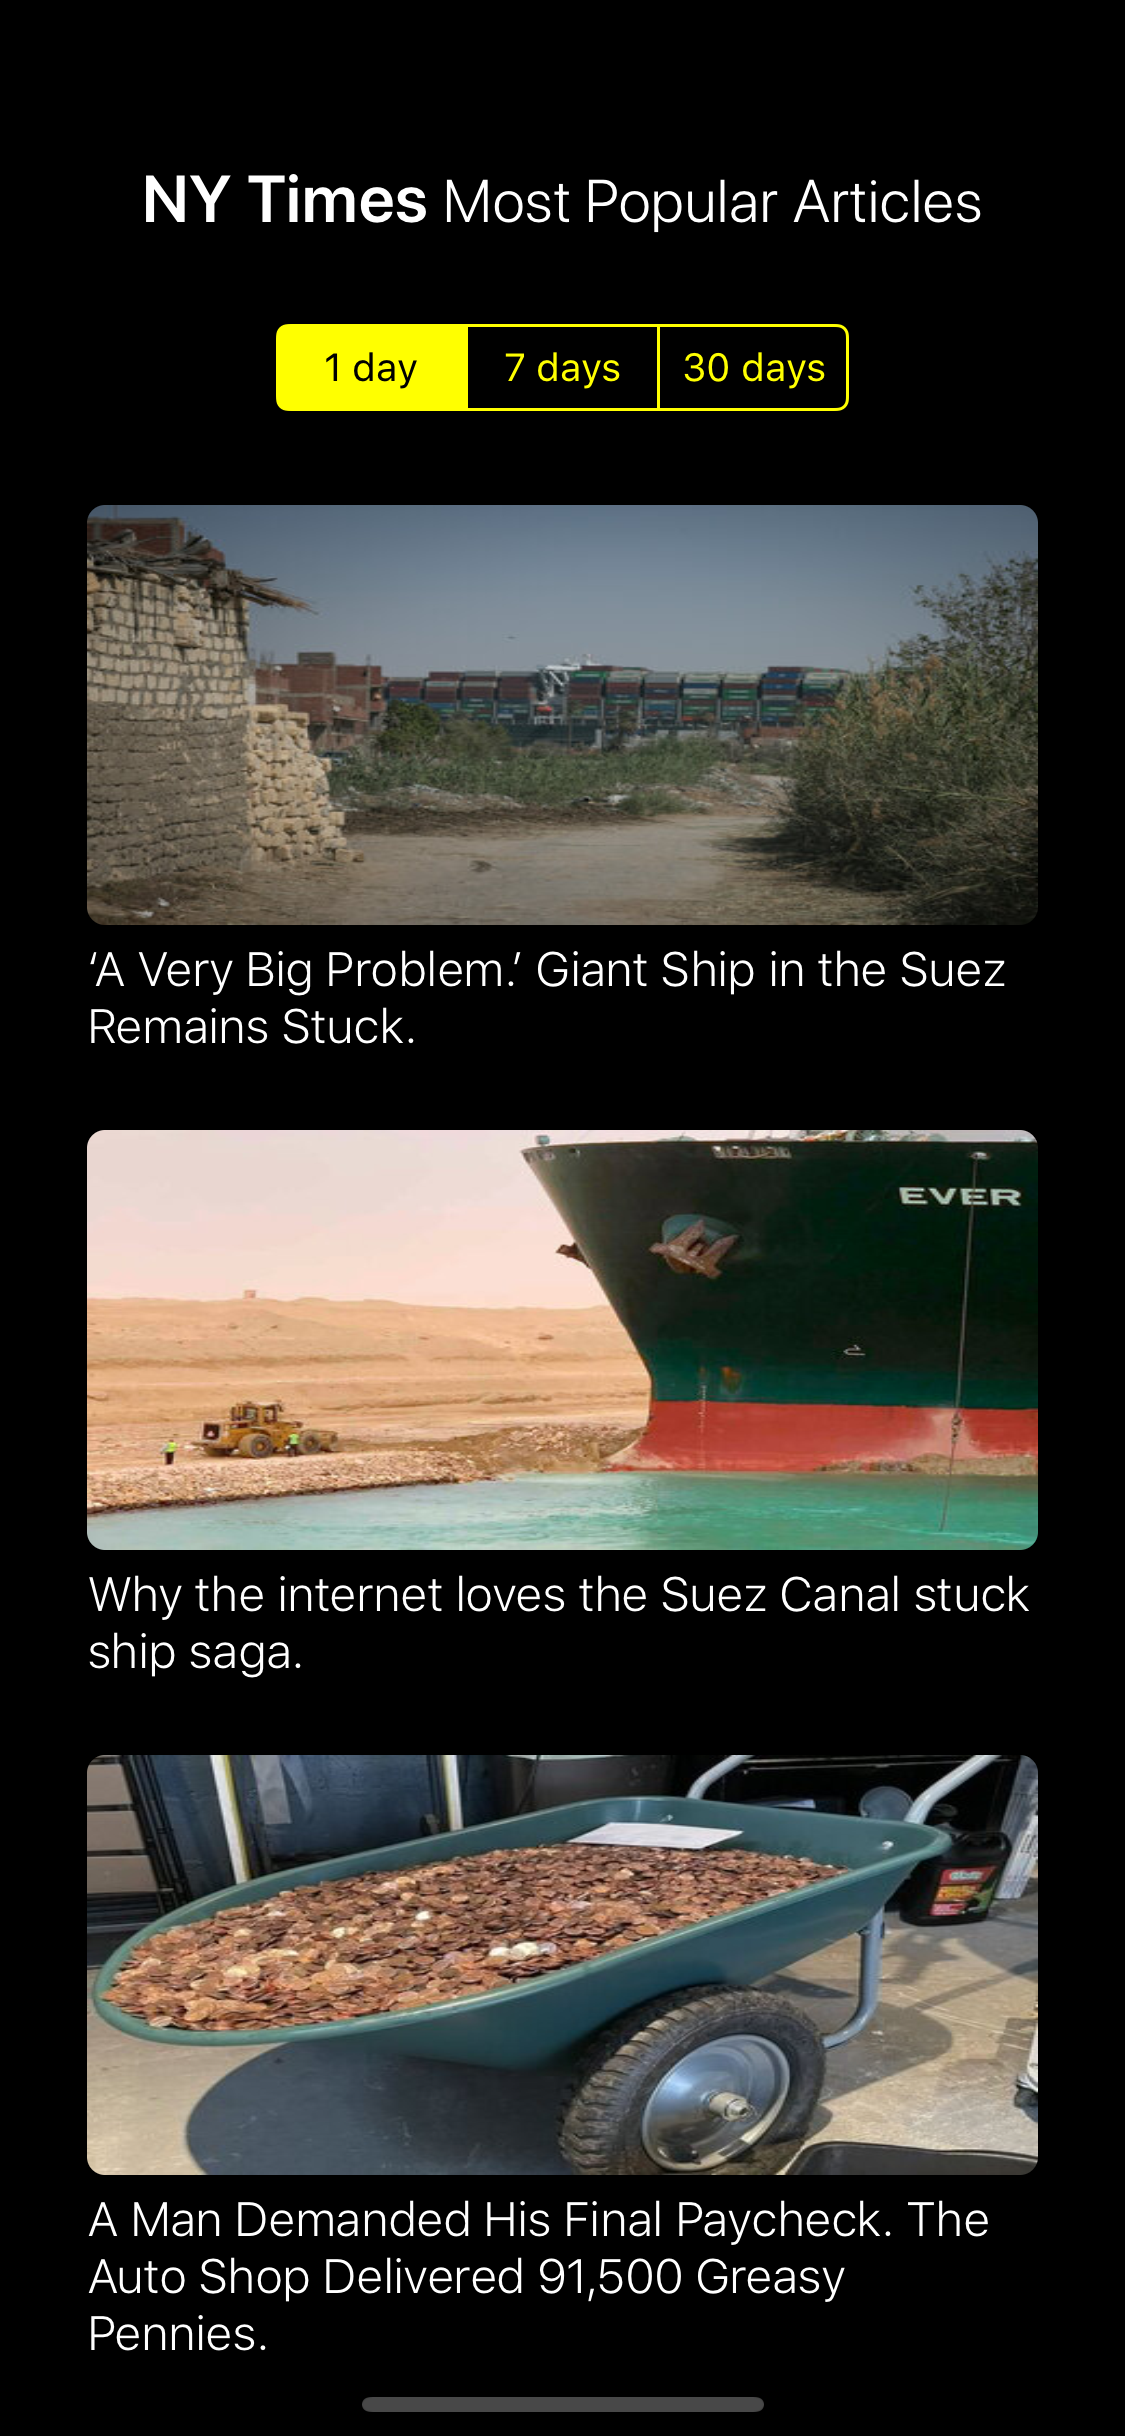 NY Times Most Popular Articles
1 day
7 days
30 days
‘A Very Big Problem.’ Giant Ship in the Suez
Remains Stuck.
EVER
Why the internet loves the Suez Canal stuck
ship saga.
A Man Demanded His Final Paycheck. The
Auto Shop Delivered 91,500 Greasy
Pennies.